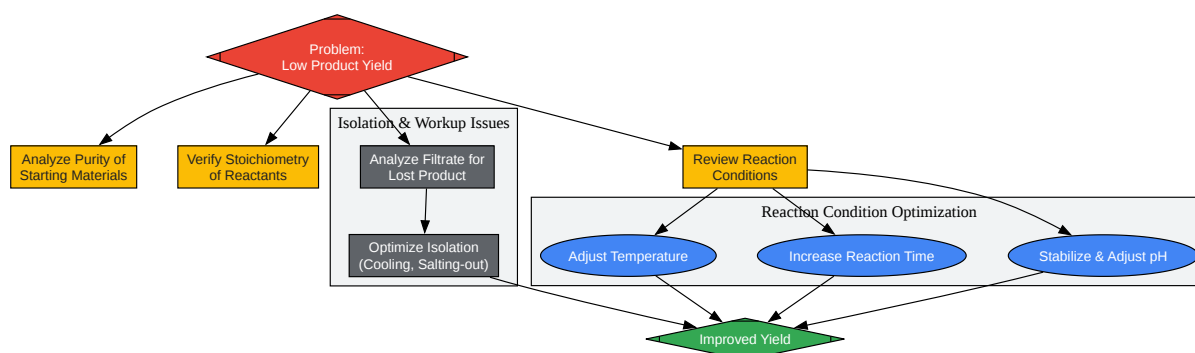 Problem:
Low Product Yield
Isolation & Workup Issues
Analyze Purity of
Starting Materials
Verify Stoichiometry
of Reactants
Analyze Filtrate for
Lost Product
Review Reaction
Conditions
Reaction Condition Optimization
Optimize Isolation
(Cooling, Salting-out)
Adjust Temperature
Increase Reaction Time
Stabilize & Adjust pH
Improved Yield